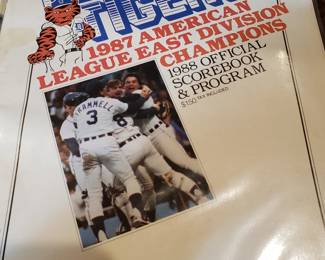 TIGERS
1987 AMERICAN
LEAGUE EAST DIVISION
CHAMPIONS
1988 OFFICIAL
SCOREBOOK
& PROGRAM
$1.50 TAX INCLUDED
TRAMMELL
3